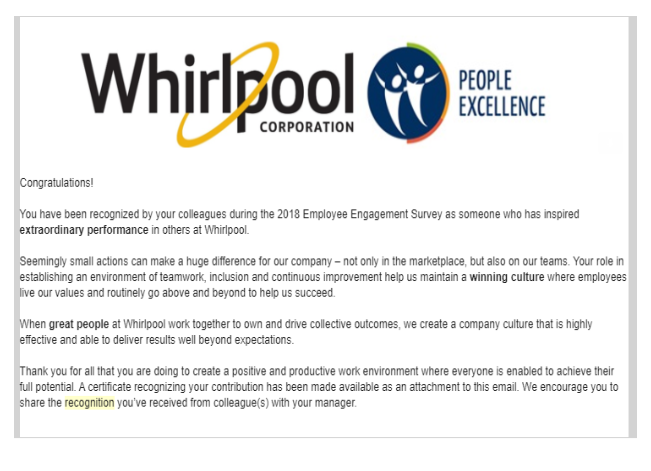 Whirlpool
CORPORATION
PEOPLE
EXCELLENCE
Congratulations!
You have been recognized by your colleagues during the 2018 Employee Engagement Survey as someone who has inspired
extraordinary performance in others at Whirlpool.
Seemingly small actions can make a huge difference for our company – not only in the marketplace, but also on our teams. Your role in
establishing an environment of teamwork, inclusion and continuous improvement help us maintain a winning culture where employees
live our values and routinely go above and beyond to help us succeed.
When great people at Whirlpool work together to own and drive collective outcomes, we create a company culture that is highly
effective and able to deliver results well beyond expectations.
Thank you for all that you are doing to create a positive and productive work environment where everyone is enabled to achieve their
full potential. A certificate recognizing your contribution has been made available as an attachment to this email. We encourage you to
share the recognition you've received from colleague(s) with your manager.